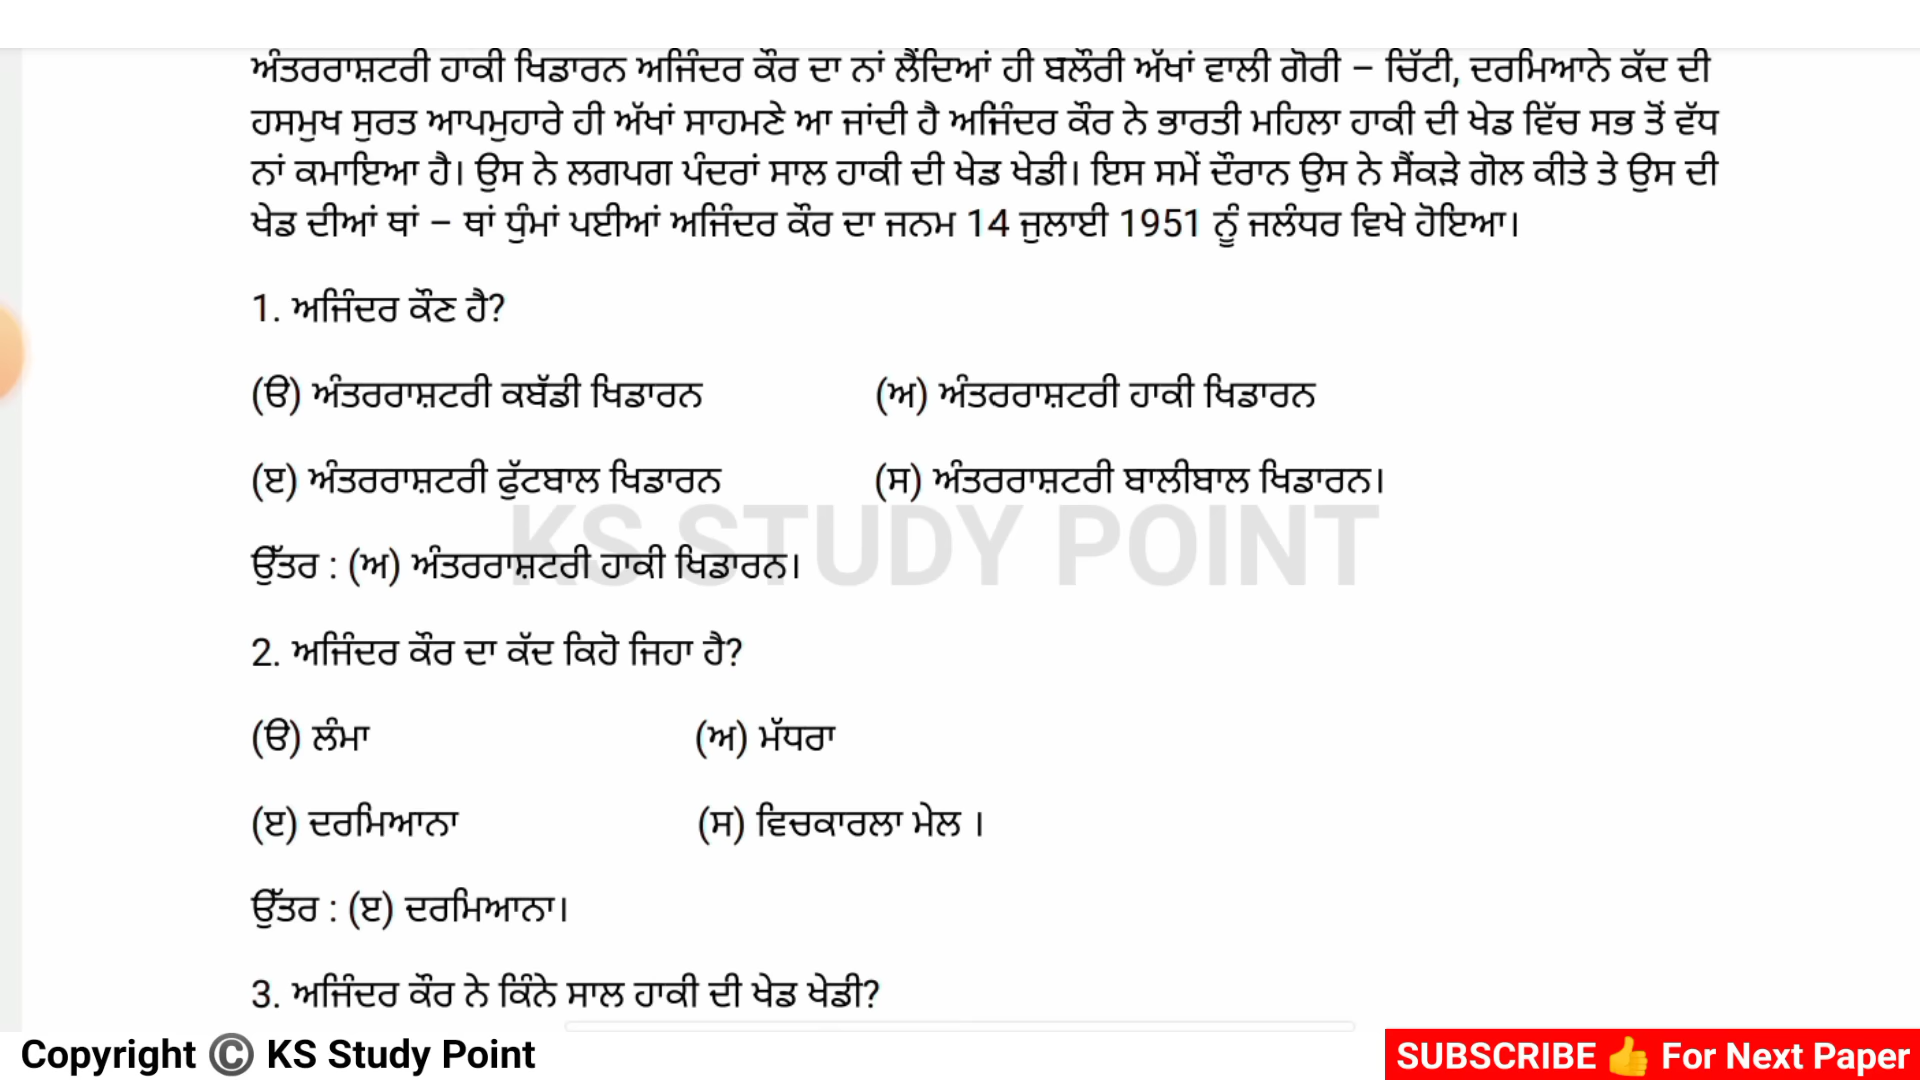 ਅੰਤਰਰਾਸ਼ਟਰੀ ਹਾਕੀ ਖਿਡਾਰਨ ਅਜਿੰਦਰ ਕੌਰ ਦਾ ਨਾਂ ਲੈਂਦਿਆਂ ਹੀ ਬਲੌਰੀ ਅੱਖਾਂ ਵਾਲੀ ਗੋਰੀ – ਚਿੱਟੀ, ਦਰਮਿਆਨੇ ਕੱਦ ਦੀ
ਹਸਮੁਖ ਸੂਰਤ ਆਪਮੁਹਾਰੇ ਹੀ ਅੱਖਾਂ ਸਾਹਮਣੇ ਆ ਜਾਂਦੀ ਹੈ ਅਜਿੰਦਰ ਕੌਰ ਨੇ ਭਾਰਤੀ ਮਹਿਲਾ ਹਾਕੀ ਦੀ ਖੇਡ ਵਿੱਚ ਸਭ ਤੋਂ ਵੱਧ
ਨਾਂ ਕਮਾਇਆ ਹੈ। ਉਸ ਨੇ ਲਗਪਗ ਪੰਦਰਾਂ ਸਾਲ ਹਾਕੀ ਦੀ ਖੇਡ ਖੇਡੀ। ਇਸ ਸਮੇਂ ਦੌਰਾਨ ਉਸ ਨੇ ਸੈਂਕੜੇ ਗੋਲ ਕੀਤੇ ਤੇ ਉਸ ਦੀ
ਖੇਡ ਦੀਆਂ ਥਾਂ – ਥਾਂ ਧੁੰਮਾਂ ਪਈਆਂ ਅਜਿੰਦਰ ਕੌਰ ਦਾ ਜਨਮ 14 ਜੁਲਾਈ 1951 ਨੂੰ ਜਲੰਧਰ ਵਿਖੇ ਹੋਇਆ।
1. ਅਜਿੰਦਰ ਕੌਣ ਹੈ?
(ੳ) ਅੰਤਰਰਾਸ਼ਟਰੀ ਕਬੱਡੀ ਖਿਡਾਰਨ (ਅ) ਅੰਤਰਰਾਸ਼ਟਰੀ ਹਾਕੀ ਖਿਡਾਰਨ
(ੲ) ਅੰਤਰਰਾਸ਼ਟਰੀ ਫੁੱਟਬਾਲ ਖਿਡਾਰਨ (ਸ) ਅੰਤਰਰਾਸ਼ਟਰੀ ਬਾਲੀਬਾਲ ਖਿਡਾਰਨ।
KS STUDY POINT
ਉੱਤਰ : (ਅ) ਅੰਤਰਰਾਸ਼ਟਰੀ ਹਾਕੀ ਖਿਡਾਰਨ।
2. ਅਜਿੰਦਰ ਕੌਰ ਦਾ ਕੱਦ ਕਿਹੋ ਜਿਹਾ ਹੈ?
(ੳ) ਲੰਮਾ (ਅ) ਮੱਧਰਾ
(ੲ) ਦਰਮਿਆਨਾ (ਸ) ਵਿਚਕਾਰਲਾ ਮੇਲ ।
ਉੱਤਰ : (ੲ) ਦਰਮਿਆਨਾ।
3. ਅਜਿੰਦਰ ਕੌਰ ਨੇ ਕਿੰਨੇ ਸਾਲ ਹਾਕੀ ਦੀ ਖੇਡ ਖੇਡੀ?
Copyright © KS Study Point
SUBSCRIBE 👍 For Next Paper